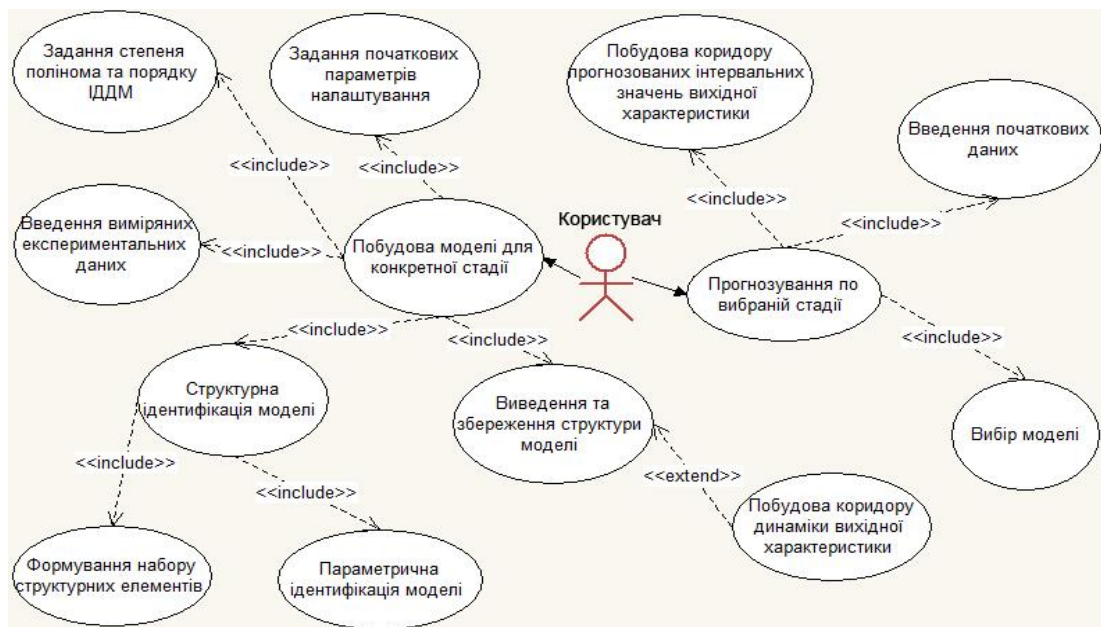 Задання степеня
полінома та порядку
ІДДМ
Задання початкових
параметрів
налаштування
Побудова коридору
прогнозованих інтервальних
значень вихідної
характеристики
Введення початкових
даних
<<include>>
<<include>>
<<include>>
<<include>>
Введення виміряних
експериментальних
даних
<<include>>
Побудова моделі для
конкретної стадії
Користувач
Прогнозування по
вибраній стадії
<<include>>
<<include>>
<<include>>
Структурна
ідентифікація моделі
Виведення та
збереження структури
моделі
Вибір моделі
<<include>>
<<include>>
<<extend>>
Побудова коридору
динаміки вихідної
характеристики
Формування набору
структурних елементів
Параметрична
ідентифікація моделі